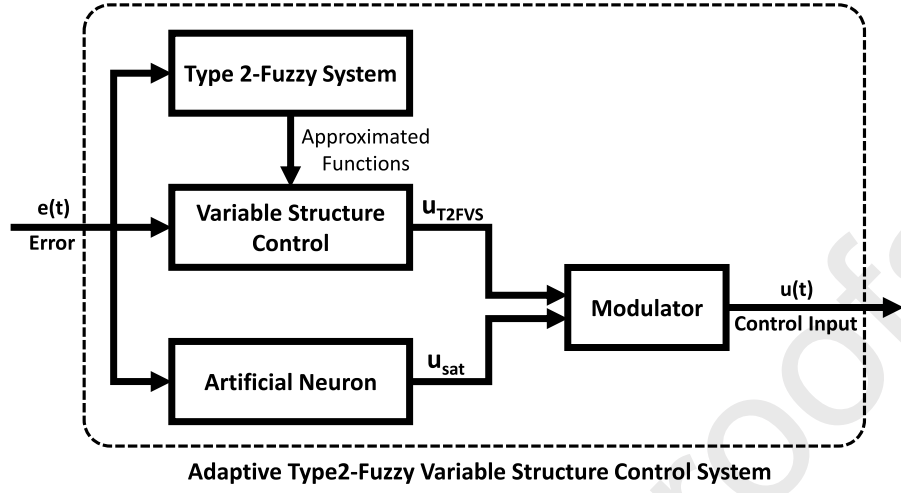 Type 2-Fuzzy System
Approximated
Functions
e(t)
Error
Variable Structure
Control
uT2FVS
Modulator
u(t)
Control Input
Artificial Neuron
usat
Adaptive Type2-Fuzzy Variable Structure Control System